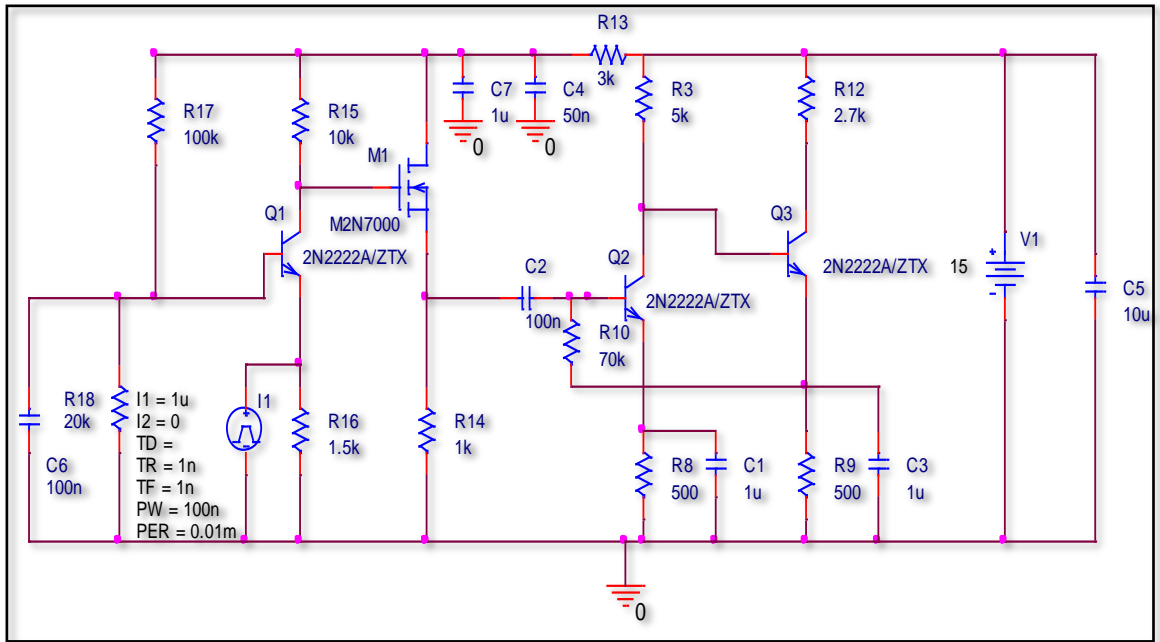 R13
3k
R17
100k
R15
10k
C7
1u
0
C4
50n
0
R3
5k
R12
2.7k
M1
M2N7000
Q1
2N2222A/ZTX
Q2
2N2222A/ZTX
Q3
2N2222A/ZTX
15
V1
+
-
C5
10u
C2
100n
R10
70k
C6
100n
R18
20k
I1 = 1u
I2 = 0
TD =
TR = 1n
TF = 1n
PW = 100n
PER = 0.01m
I1
+
-
R16
1.5k
R14
1k
R8
500
C1
1u
R9
500
C3
1u
0